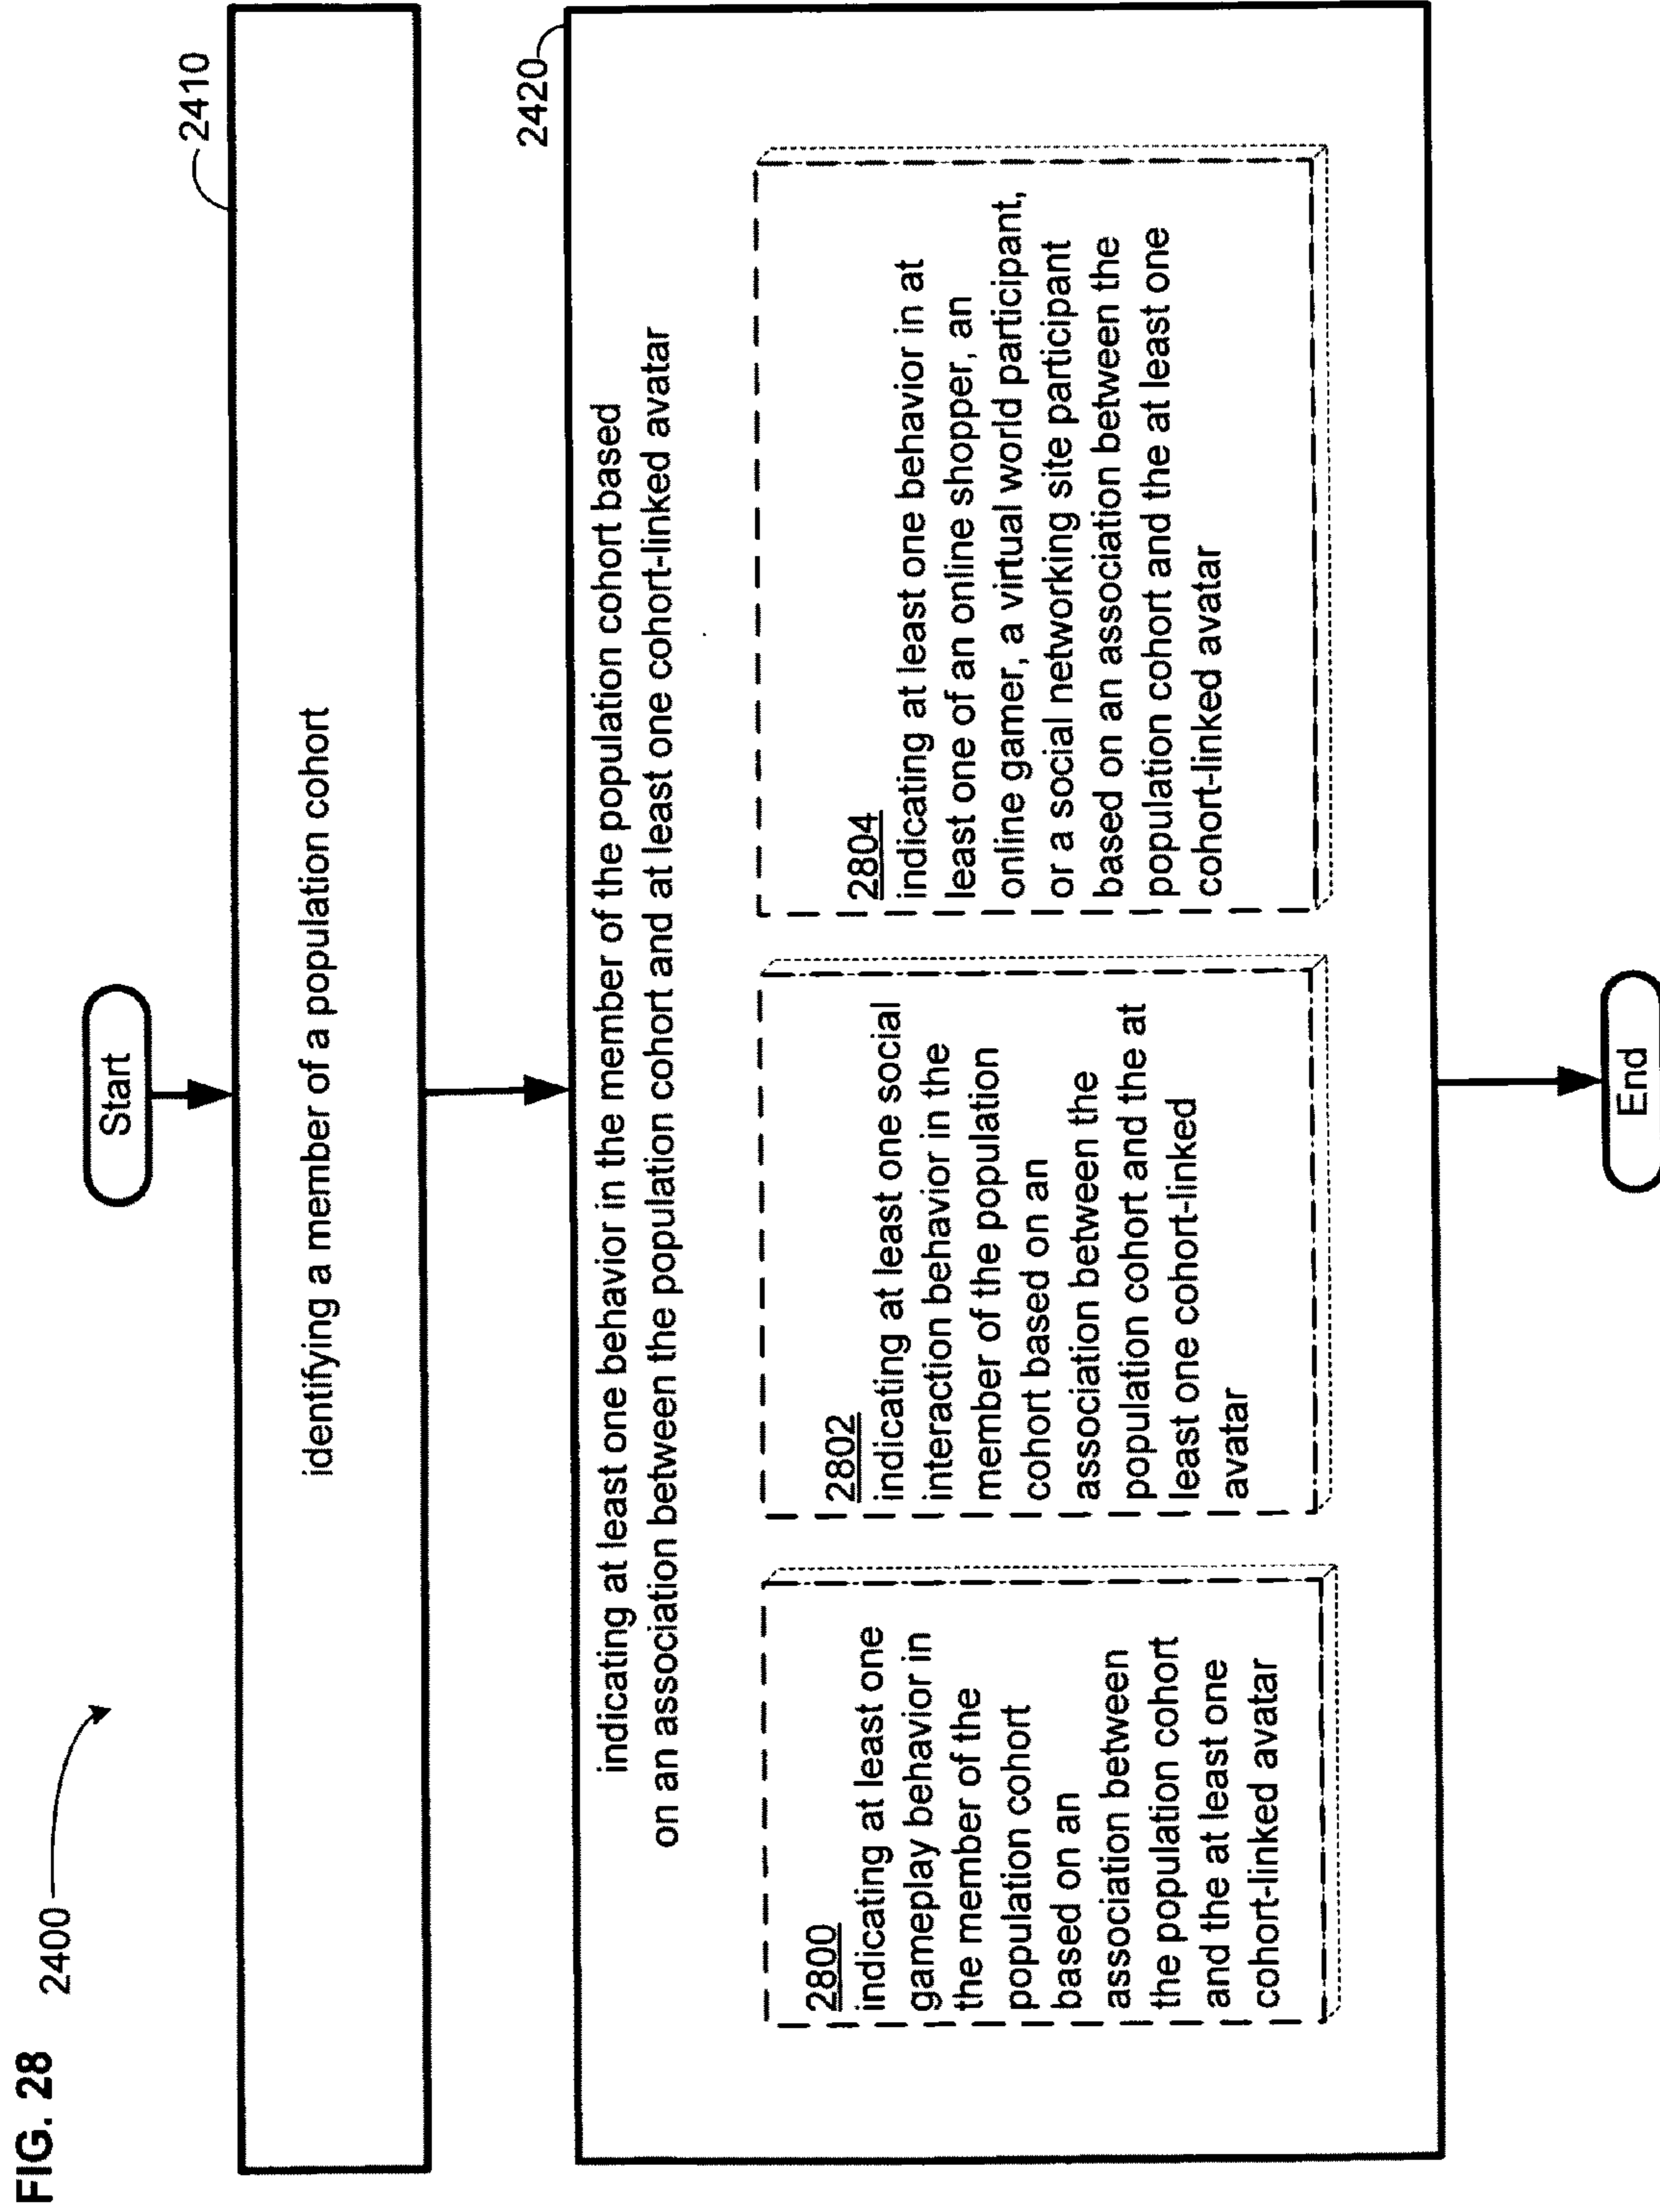 FIG. 28
2400
Start
2410
identifying a member of a population cohort
2420
indicating at least one behavior in the member of the population cohort based
on an association between the population cohort and at least one cohort-linked avatar
2800
indicating at least one
gameplay behavior in
the member of the
population cohort
based on an
association between
the population cohort
and the at least one
cohort-linked avatar
2802
indicating at least one social
interaction behavior in the
member of the population
cohort based on an
association between the
population cohort and the at
least one cohort-linked
avatar
2804
indicating at least one behavior in at
least one of an online shopper, an
online gamer, a virtual world participant,
or a social networking site participant
based on an association between the
population cohort and the at least one
cohort-linked avatar
End